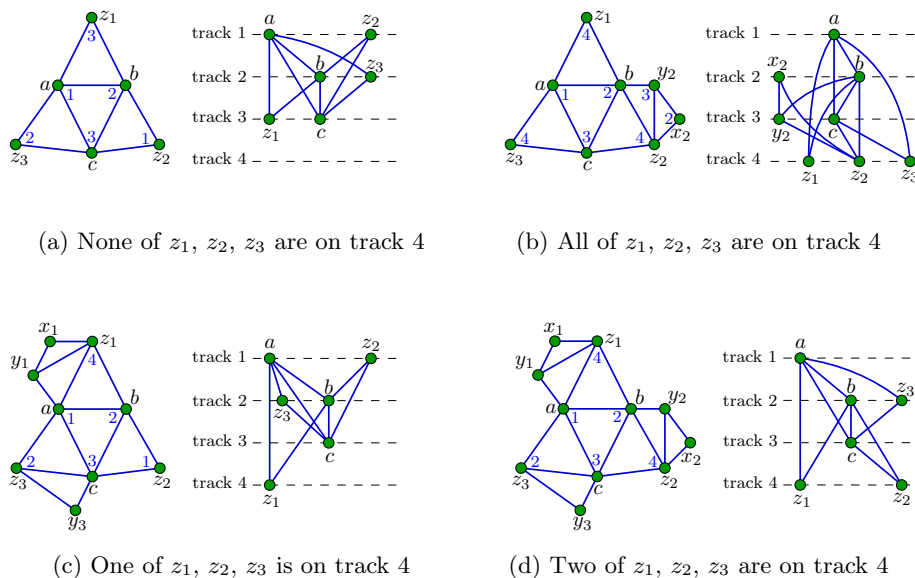 z₁
3
a
b
1
2
2
3
1
z₃
c
z₂
a
z₂
track 1
track 2
b
z₃
track 3
z₁
c
track 4
(a) None of z₁, z₂, z₃ are on track 4
z₁
4
a
b
y₂
1
2
3
2
x₂
4
3
4
z₃
c
z₂
a
track 1
x₂
b
track 2
track 3
y₂
c
track 4
z₁
z₂
z₃
(b) All of z₁, z₂, z₃ are on track 4
x₁
z₁
y₁
4
a
b
1
2
2
3
1
z₃
c
z₂
y₃
a
z₂
track 1
b
track 2
z₃
track 3
c
track 4
z₁
(c) One of z₁, z₂, z₃ is on track 4
x₁
z₁
y₁
4
a
b
y₂
1
2
x₂
2
3
4
z₃
c
z₂
y₃
a
track 1
b
z₃
track 2
track 3
c
track 4
z₁
z₂
(d) Two of z₁, z₂, z₃ are on track 4